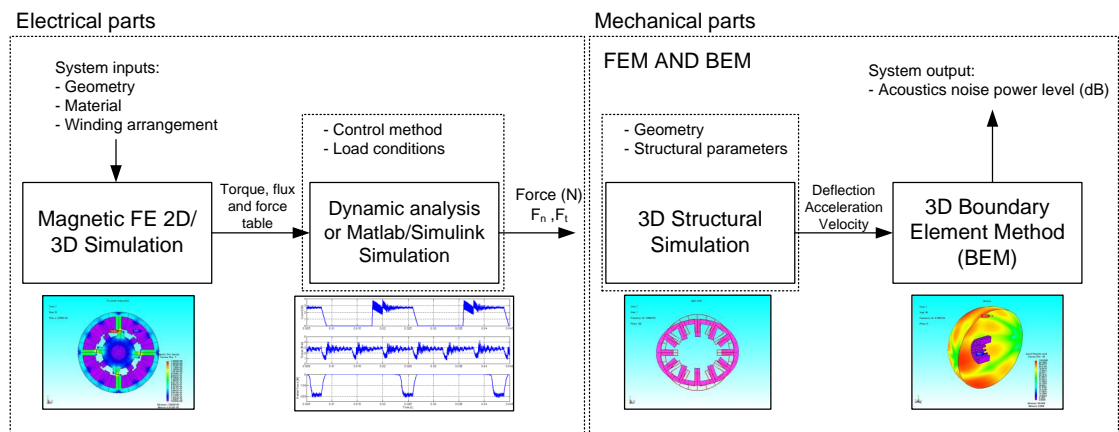 Electrical parts
Mechanical parts
System inputs:
- Geometry
- Material
- Winding arrangement
- Control method
- Load conditions
Magnetic FE 2D/
3D Simulation
Torque, flux
and force
table
Dynamic analysis
or Matlab/Simulink
Simulation
Force (N)
Fn ,Ft
FEM AND BEM
- Geometry
- Structural parameters
3D Structural
Simulation
Deflection
Acceleration
Velocity
System output:
- Acoustics noise power level (dB)
3D Boundary
Element Method
(BEM)